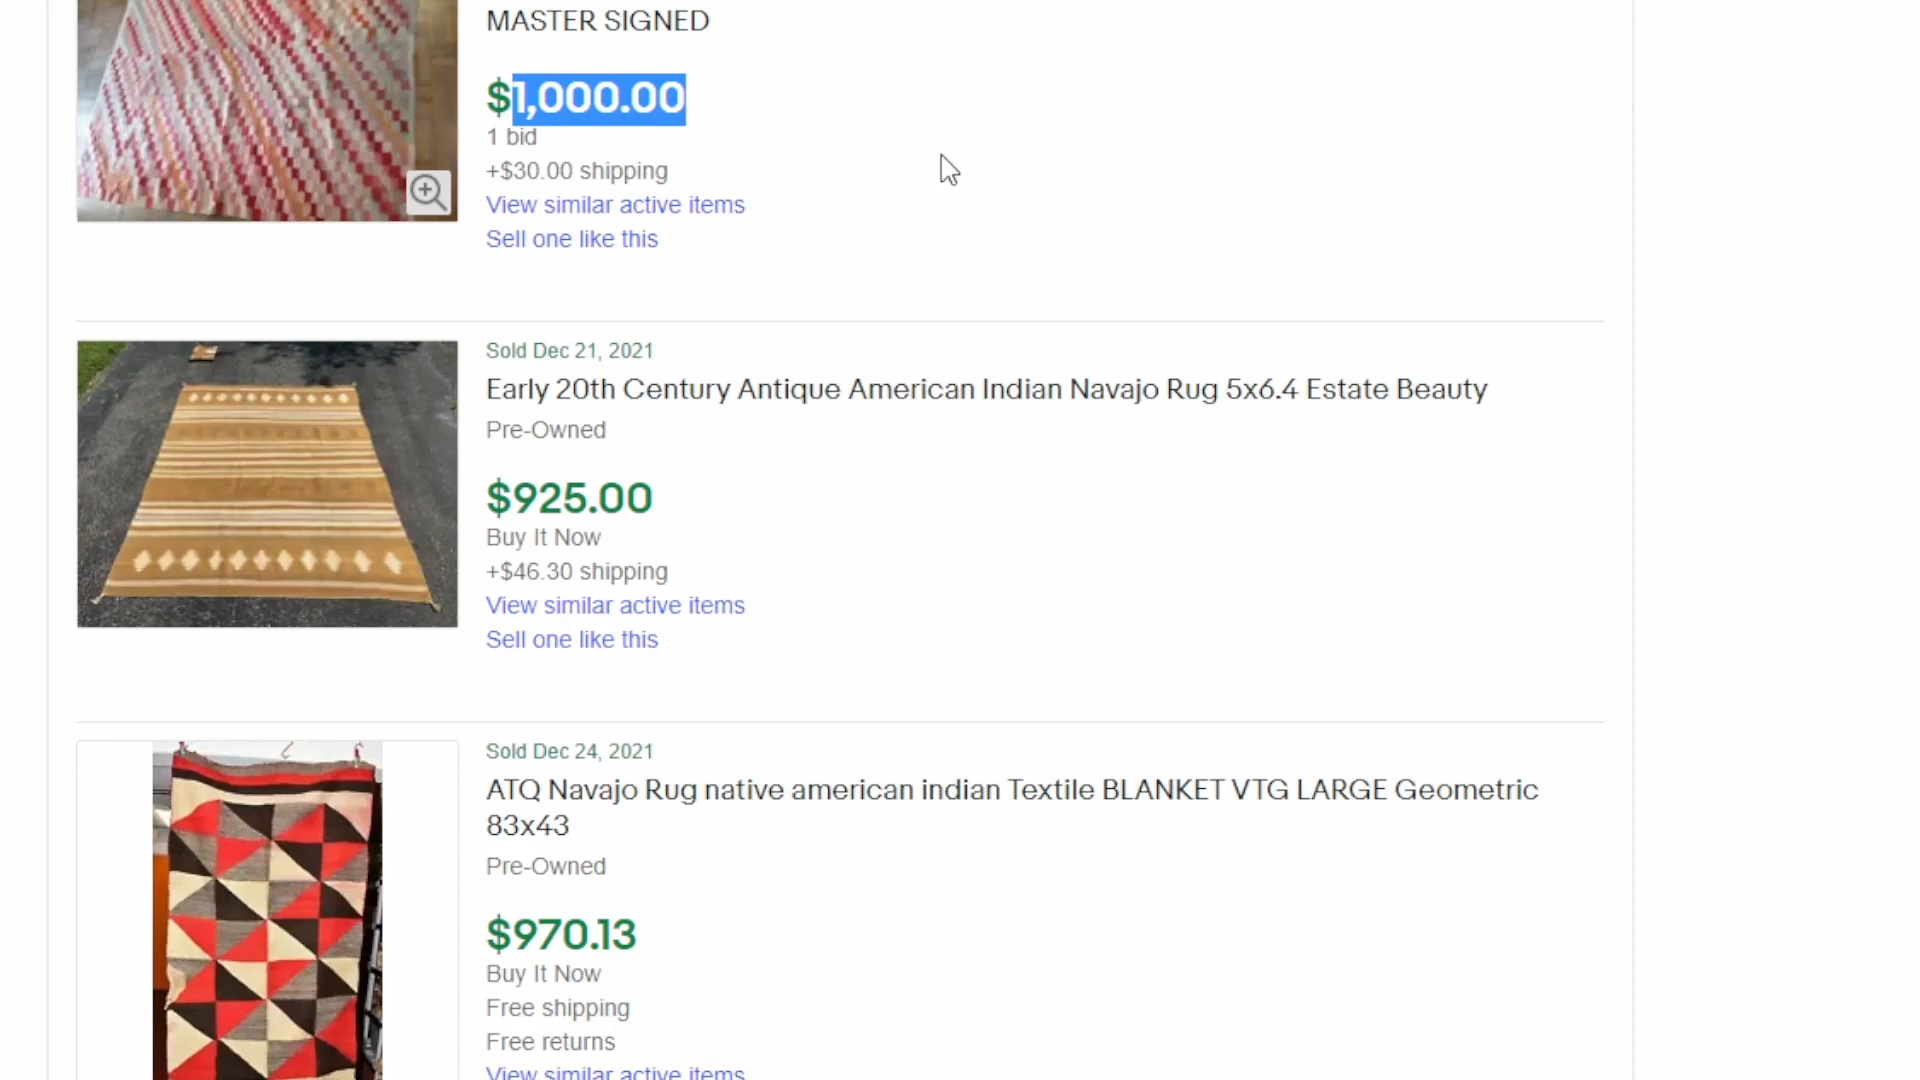 MASTER SIGNED
$1,000.00
1 bid
+$30.00 shipping
View similar active items
Sell one like this
Sold Dec 21, 2021
Early 20th Century Antique American Indian Navajo Rug 5x6.4 Estate Beauty
Pre-Owned
$925.00
Buy It Now
+$46.30 shipping
View similar active items
Sell one like this
Sold Dec 24, 2021
ATQ Navajo Rug native american indian Textile BLANKET VTG LARGE Geometric
83x43
Pre-Owned
$970.13
Buy It Now
Free shipping
Free returns
View similar active items